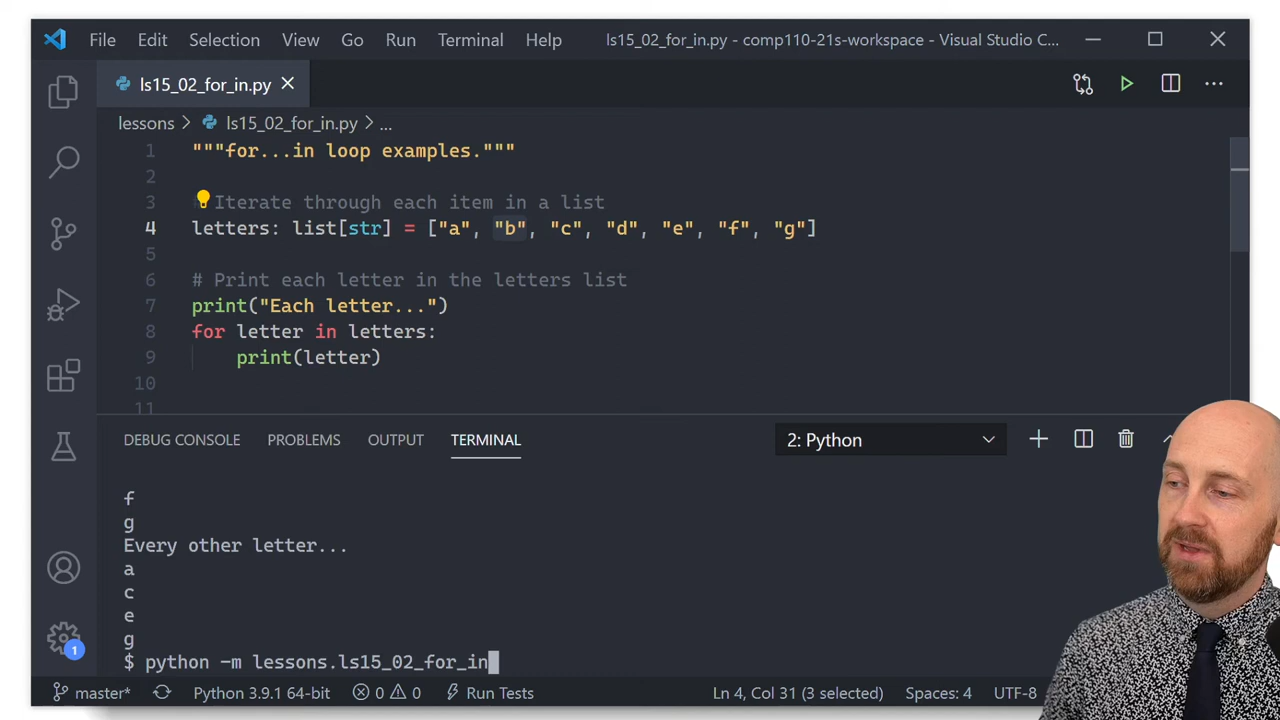 File Edit Selection View Go Run Terminal Help ls15_02_for_in.py - comp110-21s-workspace - Visual Studio C...
ls15_02_for_in.py
lessons > ls15_02_for_in.py > ...
1 """for...in loop examples."""
2
3 Iterate through each item in a list
4 letters: list[str] = ["a", "b", "c", "d", "e", "f", "g"]
5
6 # Print each letter in the letters list
7 print("Each letter...")
8 for letter in letters:
9 print(letter)
10
11
DEBUG CONSOLE PROBLEMS OUTPUT TERMINAL 2: Python
f
g
Every other letter...
a
c
e
g
$ python -m lessons.ls15_02_for_in
1
master* Python 3.9.1 64-bit 0 0 Run Tests Ln 4, Col 31 (3 selected) Spaces: 4 UTF-8